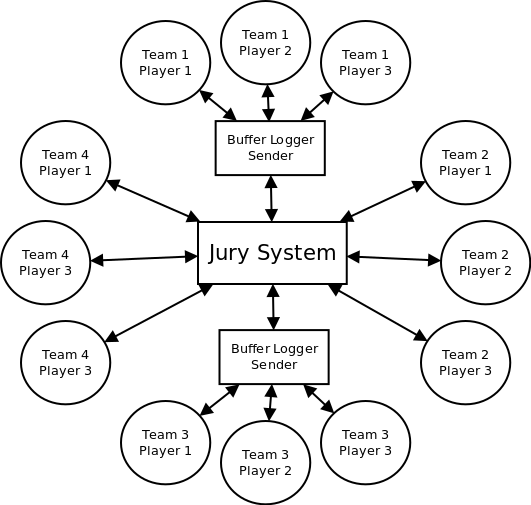 Team 1
Player 1
Team 1
Player 2
Team 1
Player 3
Buffer Logger
Sender
Team 4
Player 1
Team 2
Player 1
Team 4
Player 3
Jury System
Team 2
Player 2
Team 4
Player 3
Buffer Logger
Sender
Team 2
Player 3
Team 3
Player 1
Team 3
Player 2
Team 3
Player 3